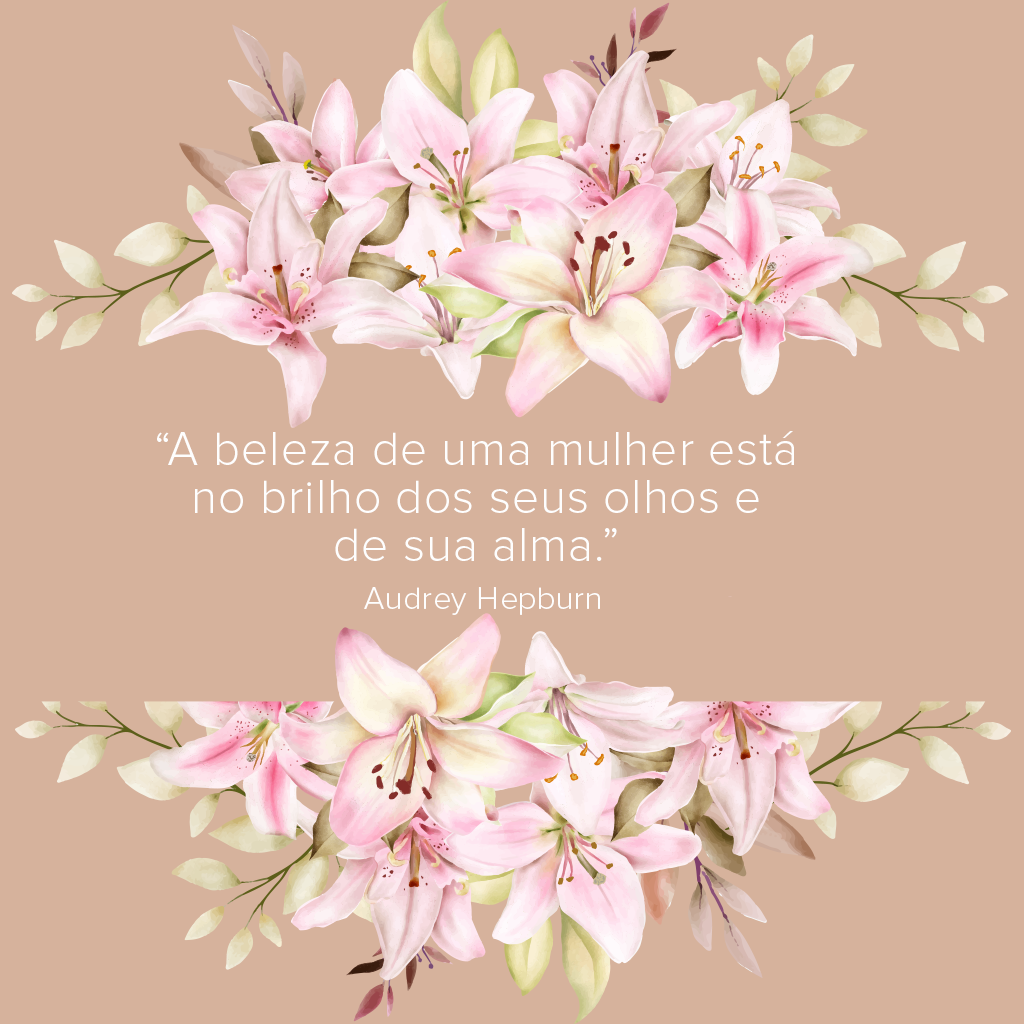 “A beleza de uma mulher está
no brilho dos seus olhos e
de sua alma.”
Audrey Hepburn